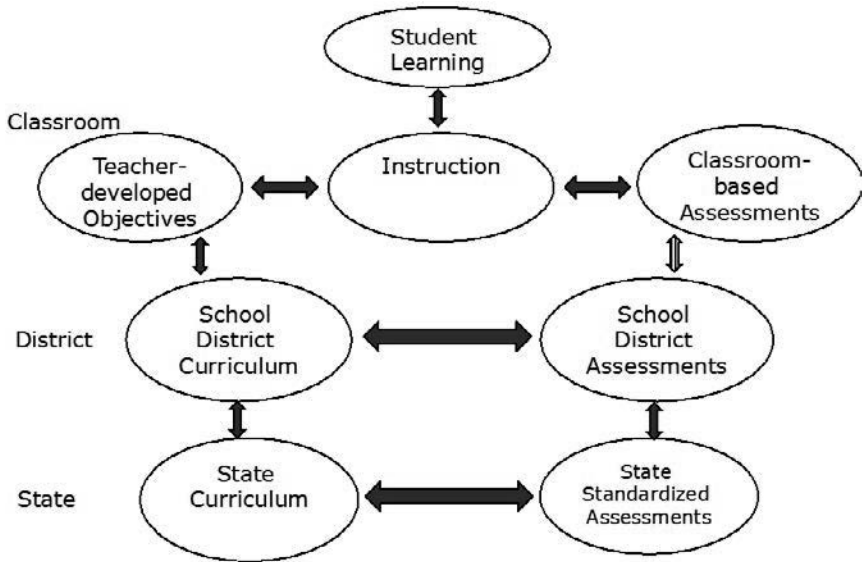 Student
Learning
Classroom
Teacher-
developed
Objectives
Instruction
Classroom-
based
Assessments
District
School
District
Curriculum
School
District
Assessments
State
State
Curriculum
State
Standardized
Assessments